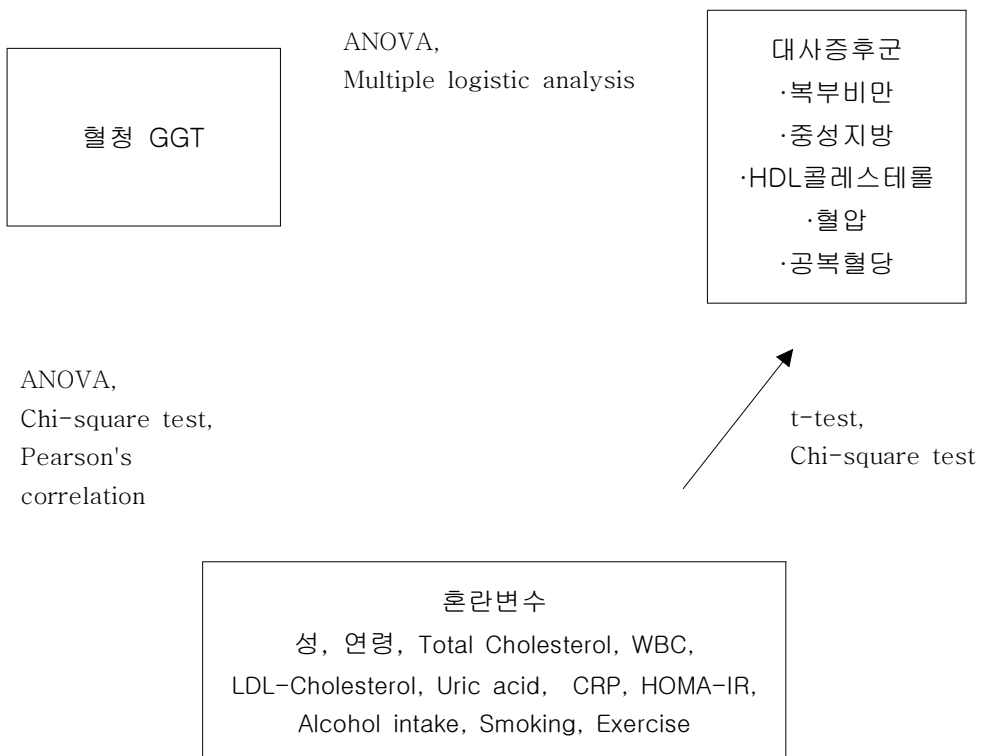 ANOVA,
Multiple logistic analysis
혈청 GGT
대사증후군
·복부비만
·중성지방
·HDL콜레스테롤
·혈압
·공복혈당
ANOVA,
Chi-square test,
Pearson's
correlation
t-test,
Chi-square test
혼란변수
성, 연령, Total Cholesterol, WBC,
LDL-Cholesterol, Uric acid, CRP, HOMA-IR,
Alcohol intake, Smoking, Exercise